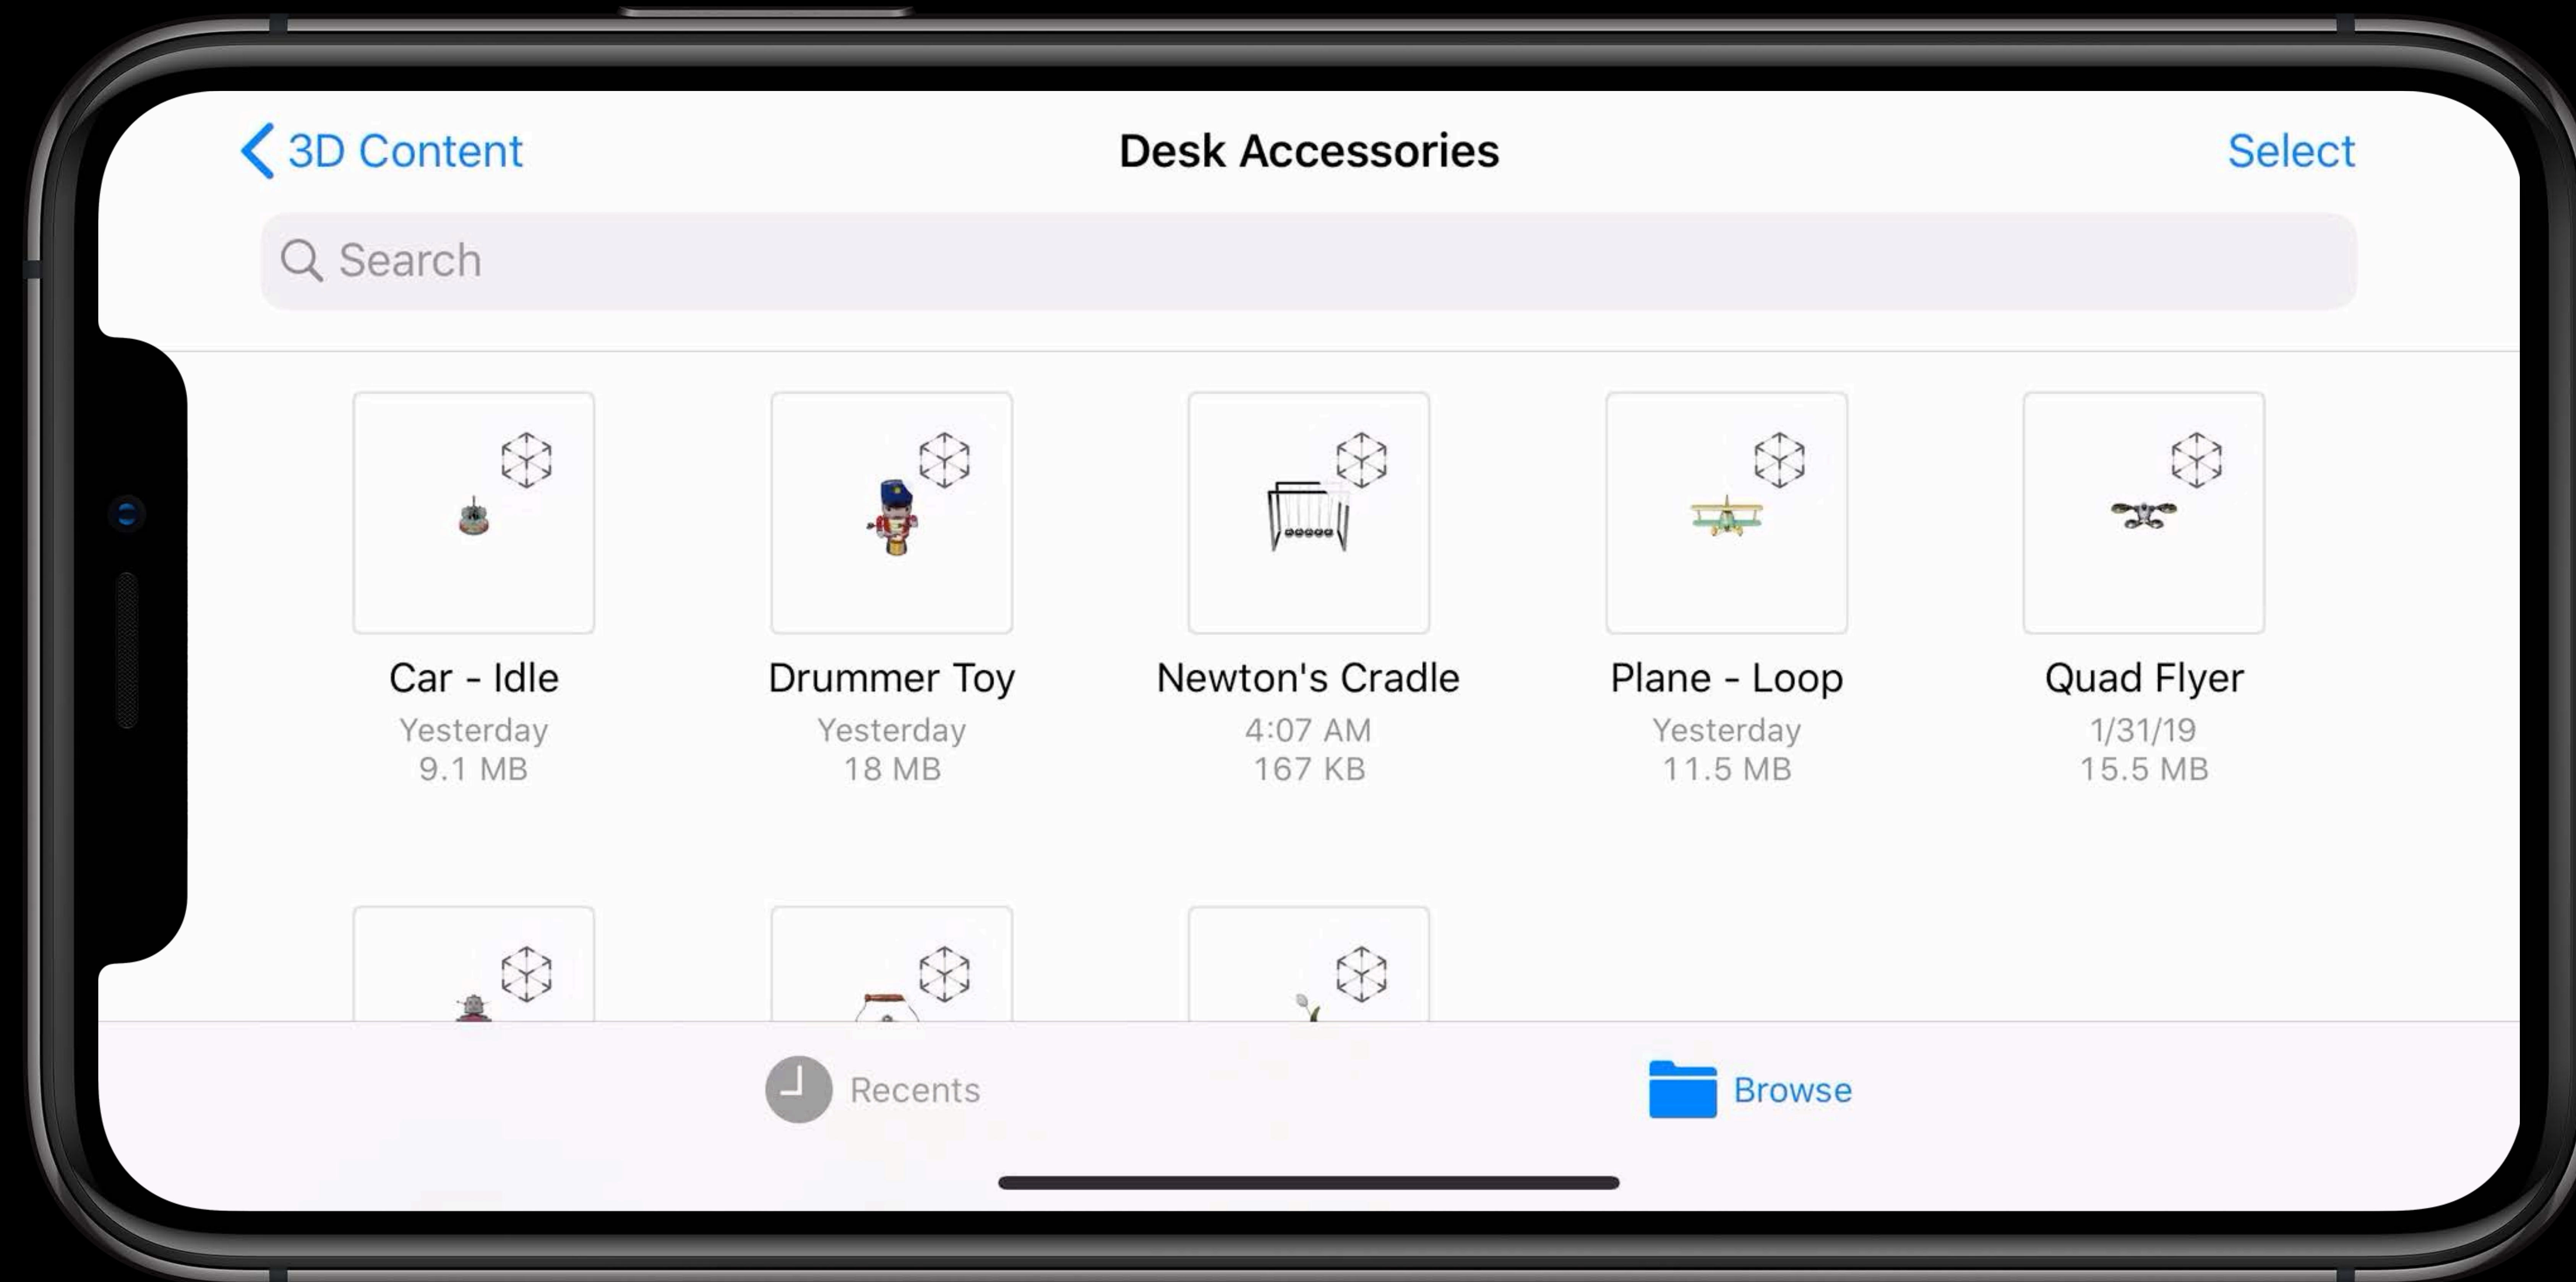 3D Content
Desk Accessories
Select
Search
Car - Idle
Yesterday
9.1 MB
Drummer Toy
Yesterday
18 MB
Newton's Cradle
4:07 AM
167 KB
Plane - Loop
Yesterday
11.5 MB
Quad Flyer
1/31/19
15.5 MB
Recents
Browse